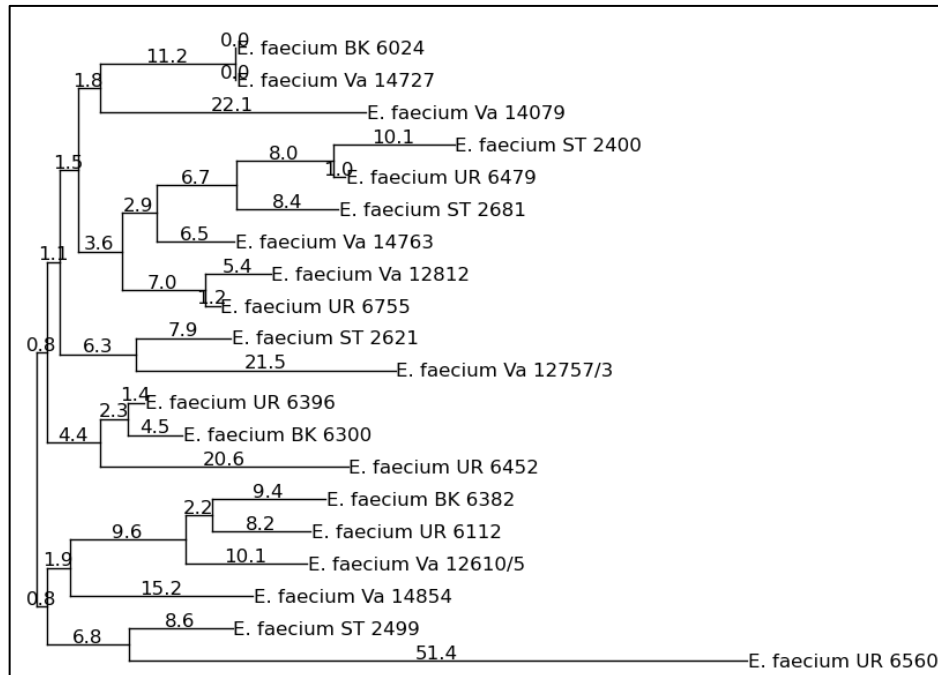 0.0
E. faecium BK 6024
11.2
0.0
E. faecium Va 14727
1.8
22.1
E. faecium Va 14079
10.1
E. faecium ST 2400
8.0
1.5
1.0
E. faecium UR 6479
6.7
8.4
E. faecium ST 2681
2.9
6.5
E. faecium Va 14763
3.6
1.1
5.4
E. faecium Va 12812
7.0
1.2
E. faecium UR 6755
7.9
E. faecium ST 2621
0.8
6.3
21.5
E. faecium Va 12757/3
1.4
E. faecium UR 6396
2.3
4.5
E. faecium BK 6300
4.4
20.6
E. faecium UR 6452
9.4
E. faecium BK 6382
2.2
8.2
E. faecium UR 6112
9.6
10.1
E. faecium Va 12610/5
1.9
15.2
E. faecium Va 14854
0.8
8.6
E. faecium ST 2499
6.8
51.4
E. faecium UR 6560